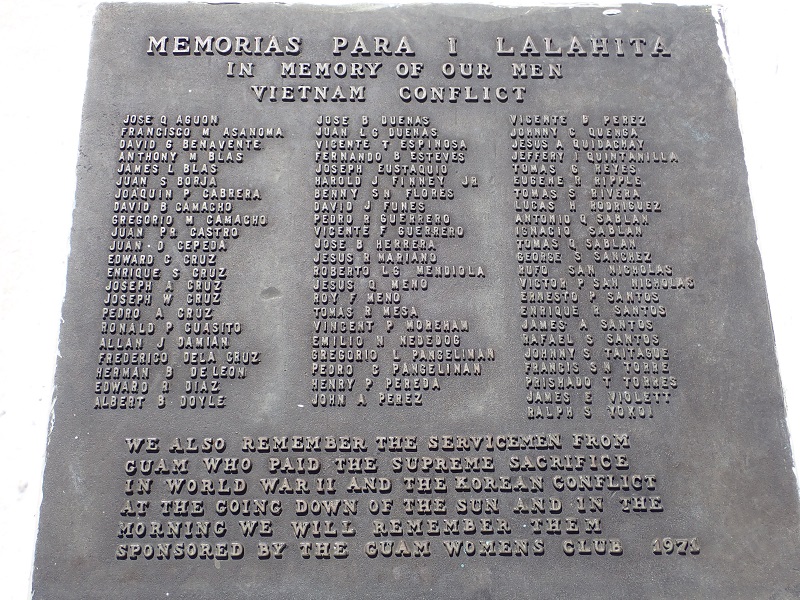 MEMORIAS PARA I LALAHITA
IN MEMORY OF OUR MEN
VIETNAM CONFLICT
JOSE Q AGUON
FRANCISCO M ASANOMA
DAVID G BENAVENTE
ANTHONY M BLAS
JAMES L BLAS
JUAN S BORJA
JOAQUIN P CABRERA
DAVID B CAMACHO
GREGORIO M CAMACHO
JUAN PR CASTRO
JUAN D CEPEDA
EDWARD C CRUZ
ENRIQUE S CRUZ
JOSEPH A CRUZ
JOSEPH W CRUZ
PEDRO A CRUZ
RONALD P CUASITO
ALLAN J DAMIAN
FREDERICO DELA CRUZ
HERMAN B DE LEON
EDWARD R DIAZ
ALBERT B DOYLE
JOSE B DUENAS
JUAN LG DUENAS
VICENTE T ESPINOSA
FERNANDO B ESTEVES
JOSEPH EUSTAQUIO
HAROLD J FINNEY JR
BENNY SN FLORES
DAVID J FUNES
PEDRO R GUERRERO
VICENTE F GUERRERO
JOSE B HERRERA
JESUS R MARIANO
ROBERTO LG MENDIOLA
JESUS Q MENO
ROY F MENO
TOMAS R MESA
VINCENT P MOREHAM
EMILIO N NEDEDOG
GREGORIO L PANGELINAN
PEDRO C PANGELINAN
HENRY P PEREDA
JOHN A PEREZ
VICENTE B PEREZ
JOHNNY C QUENGA
JESUS A QUIDACHAY
JEFFERY I QUINTANILLA
TOMAS G REYES
EUGENE R RIPPLE
TOMAS S RIVERA
LUCAS H RODRIGUEZ
ANTONIO Q SABLAN
IGNACIO SABLAN
TOMAS Q SABLAN
GEORGE S SANCHEZ
RUFO SAN NICHOLAS
VICTOR P SAN NICHOLAS
ERNESTO P SANTOS
ENRIQUE R SANTOS
JAMES A SANTOS
RAFAEL S SANTOS
JOHNNY S TAITAGUE
FRANCIS SN TORRE
PRISHADO T TORRES
JAMES E VIOLETT
RALPH S YOKOI
WE ALSO REMEMBER THE SERVICEMEN FROM
GUAM WHO PAID THE SUPREME SACRIFICE
IN WORLD WAR II AND THE KOREAN CONFLICT
AT THE GOING DOWN OF THE SUN AND IN THE
MORNING WE WILL REMEMBER THEM
SPONSORED BY THE GUAM WOMENS CLUB 1971